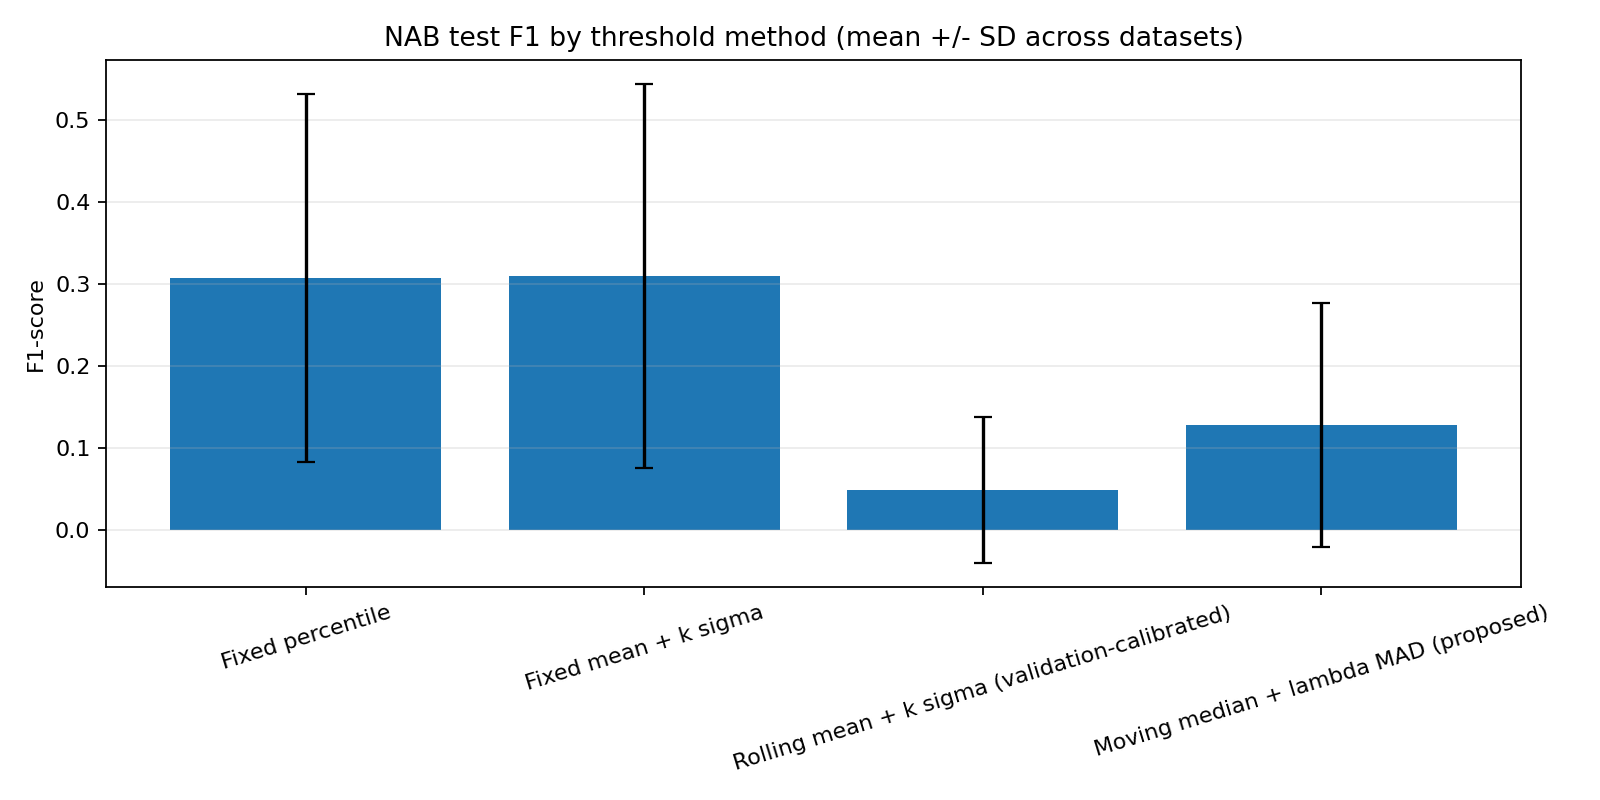 NAB test F1 by threshold method (mean +/- SD across datasets)
F1-score
0.5
0.4
0.3
0.2
0.1
0.0
Fixed percentile
Fixed mean + k sigma
Rolling mean + k sigma (validation-calibrated)
Moving median + lambda MAD (proposed)